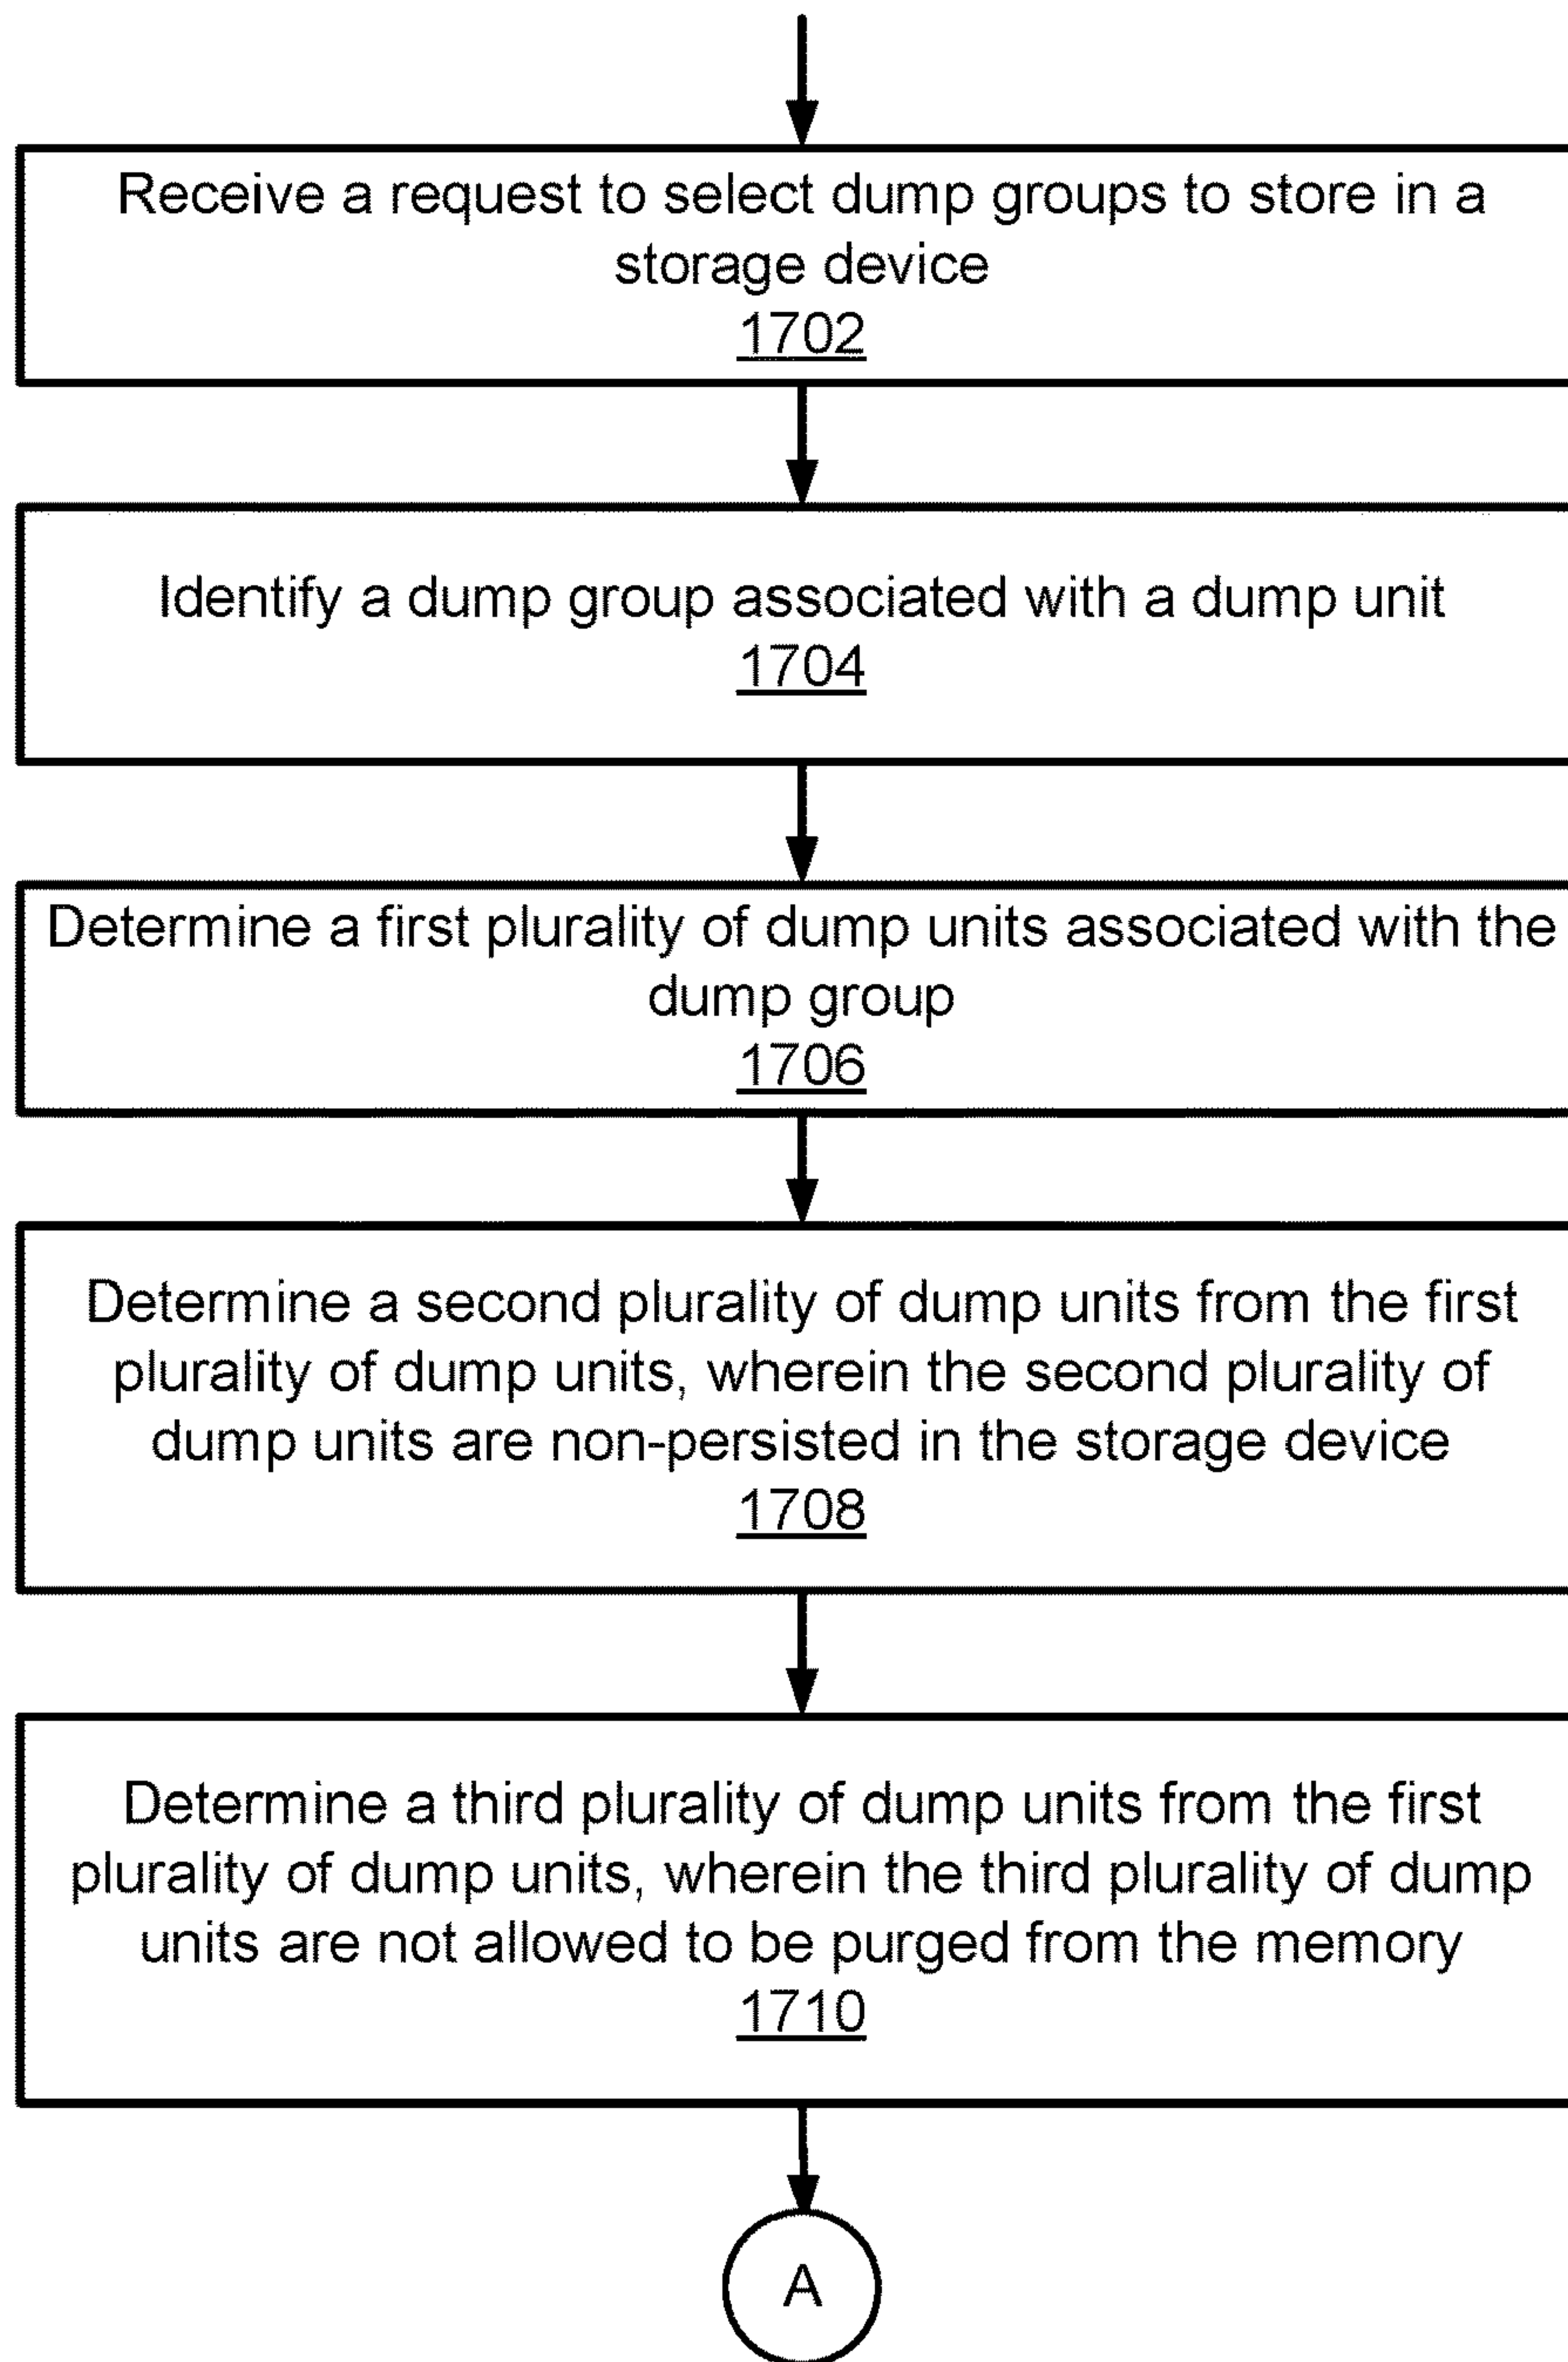 Receive a request to select dump groups to store in a
storage device
1702
Identify a dump group associated with a dump unit
1704
Determine a first plurality of dump units associated with the
dump group
1706
Determine a second plurality of dump units from the first
plurality of dump units, wherein the second plurality of
dump units are non-persisted in the storage device
1708
Determine a third plurality of dump units from the first
plurality of dump units, wherein the third plurality of dump
units are not allowed to be purged from the memory
1710
A